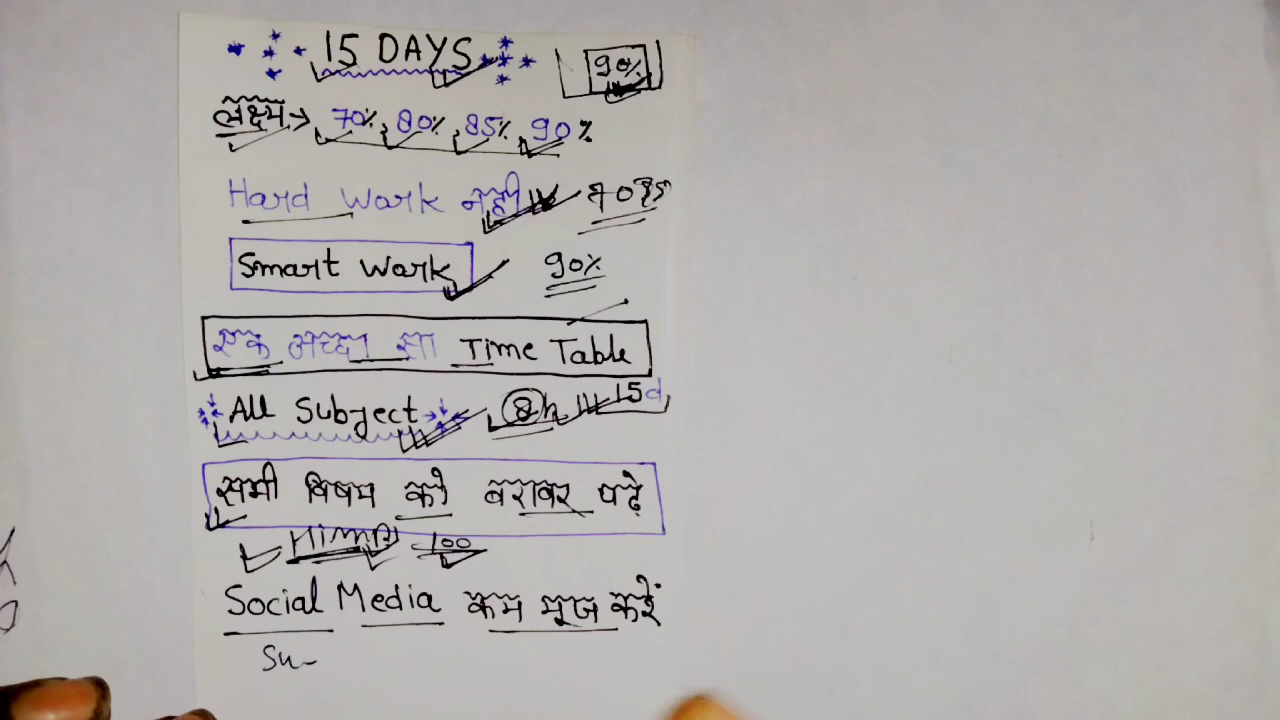 15 DAYS 90%
लक्ष्य → 70% 80% 85% 90%
Hard Work नही
Smart Work 90%
एक अच्छा सा Time Table
All Subject 8h 15d
सभी विषय को बराबर पढ़े
Hindi 100
Social Media कम यूज करें